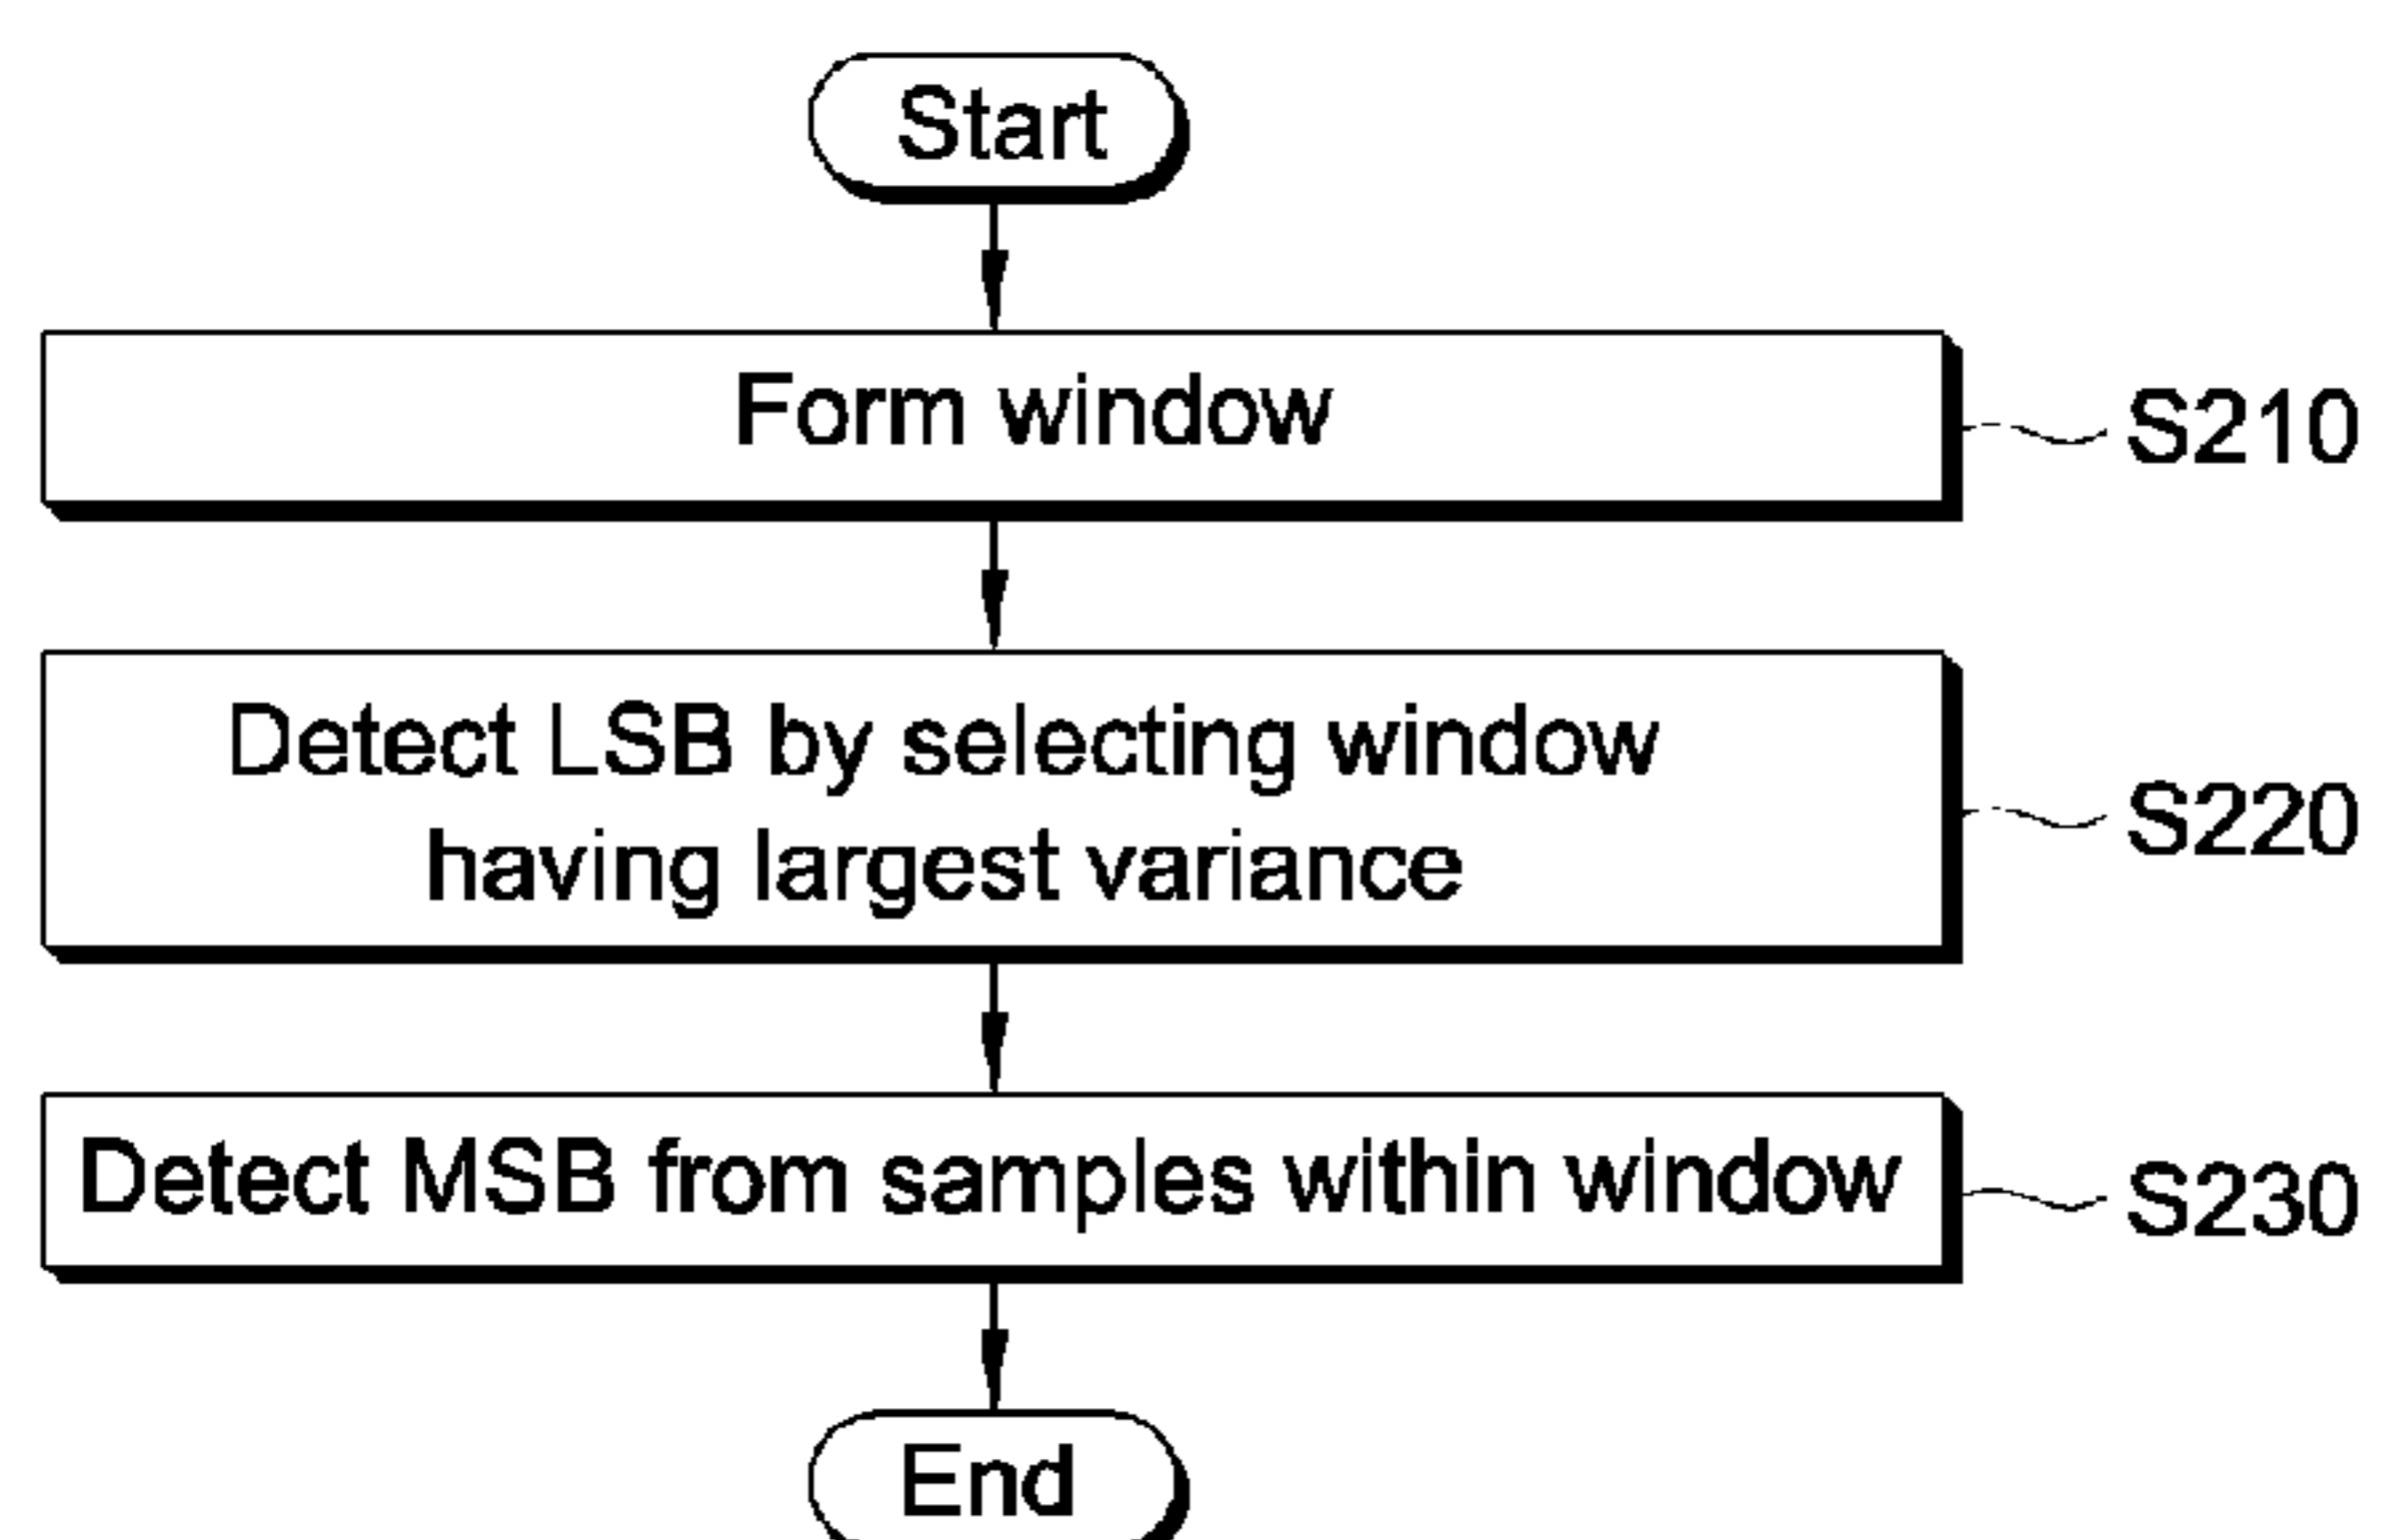 Start
Form window
S210
Detect LSB by selecting window
having largest variance
S220
Detect MSB from samples within window
S230
End